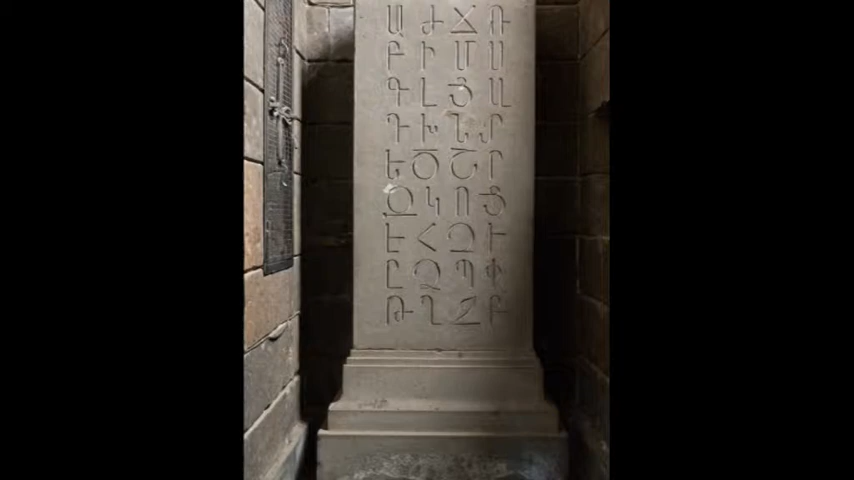 Ա Ժ Ճ Ռ
Բ Ի Մ Ս
Գ Լ Յ Վ
Դ Խ Ն Տ
Ե Ծ Շ Ր
Զ Կ Ո Ց
Է Հ Չ Ւ
Ը Ձ Պ Փ
Թ Ղ Ջ Ք